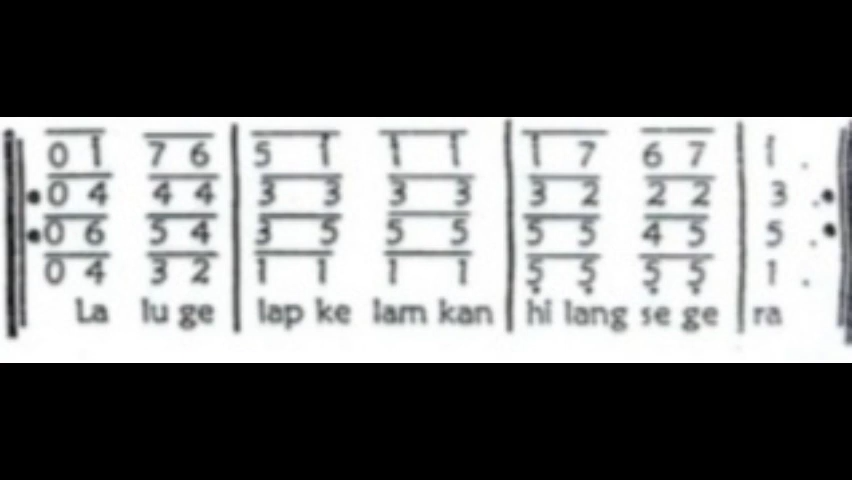 0 1 7 6 | 5 1 1 1 | 1 7 6 7 | 1 .
0 4 4 4 | 3 3 3 3 | 3 2 2 2 | 3 .
0 6 5 4 | 3 5 5 5 | 5 5 4 5 | 5 .
0 4 3 2 | 1 1 1 1 | 5 5 5 5 | 1 .
La lu ge | lap ke lam kan | hi lang se ge | ra